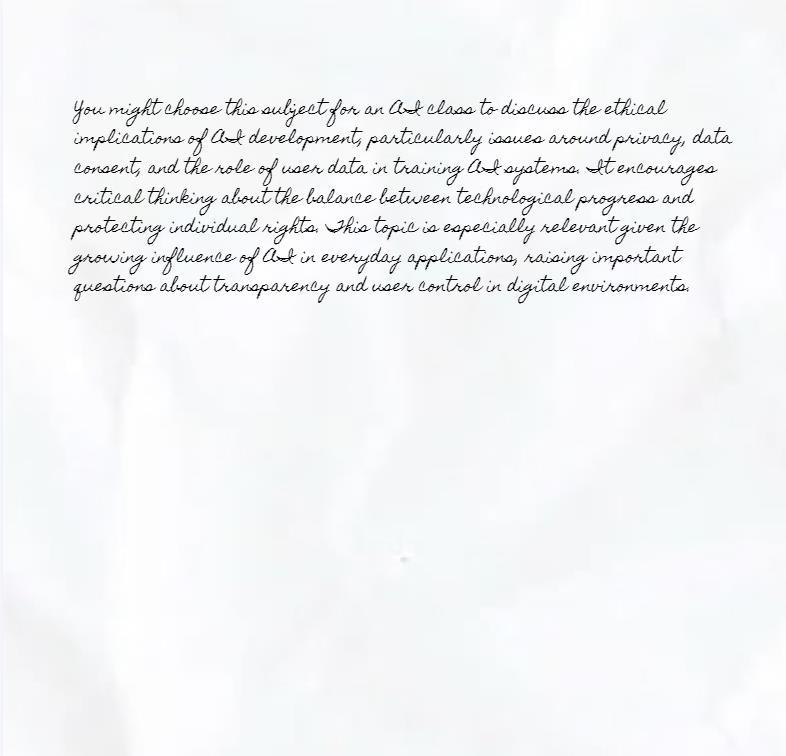 You might choose this subject for an AI class to discuss the ethical
implications of AI development, particularly issues around privacy, data
consent, and the role of user data in training AI systems. It encourages
critical thinking about the balance between technological progress and
protecting individual rights. This topic is especially relevant given the
growing influence of AI in everyday applications, raising important
questions about transparency and user control in digital environments.